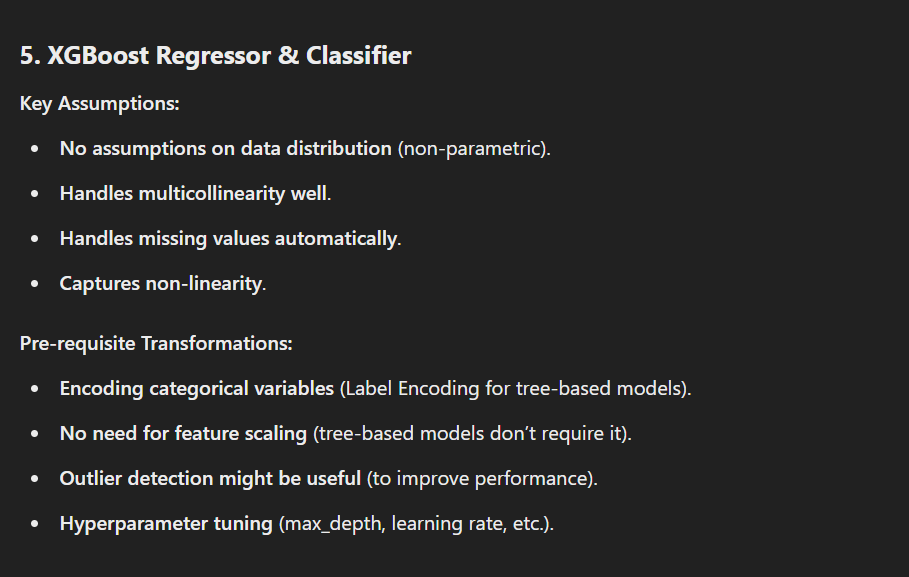 5. XGBoost Regressor & Classifier
Key Assumptions:
• No assumptions on data distribution (non-parametric).
• Handles multicollinearity well.
• Handles missing values automatically.
• Captures non-linearity.
Pre-requisite Transformations:
• Encoding categorical variables (Label Encoding for tree-based models).
• No need for feature scaling (tree-based models don’t require it).
• Outlier detection might be useful (to improve performance).
• Hyperparameter tuning (max_depth, learning rate, etc.).